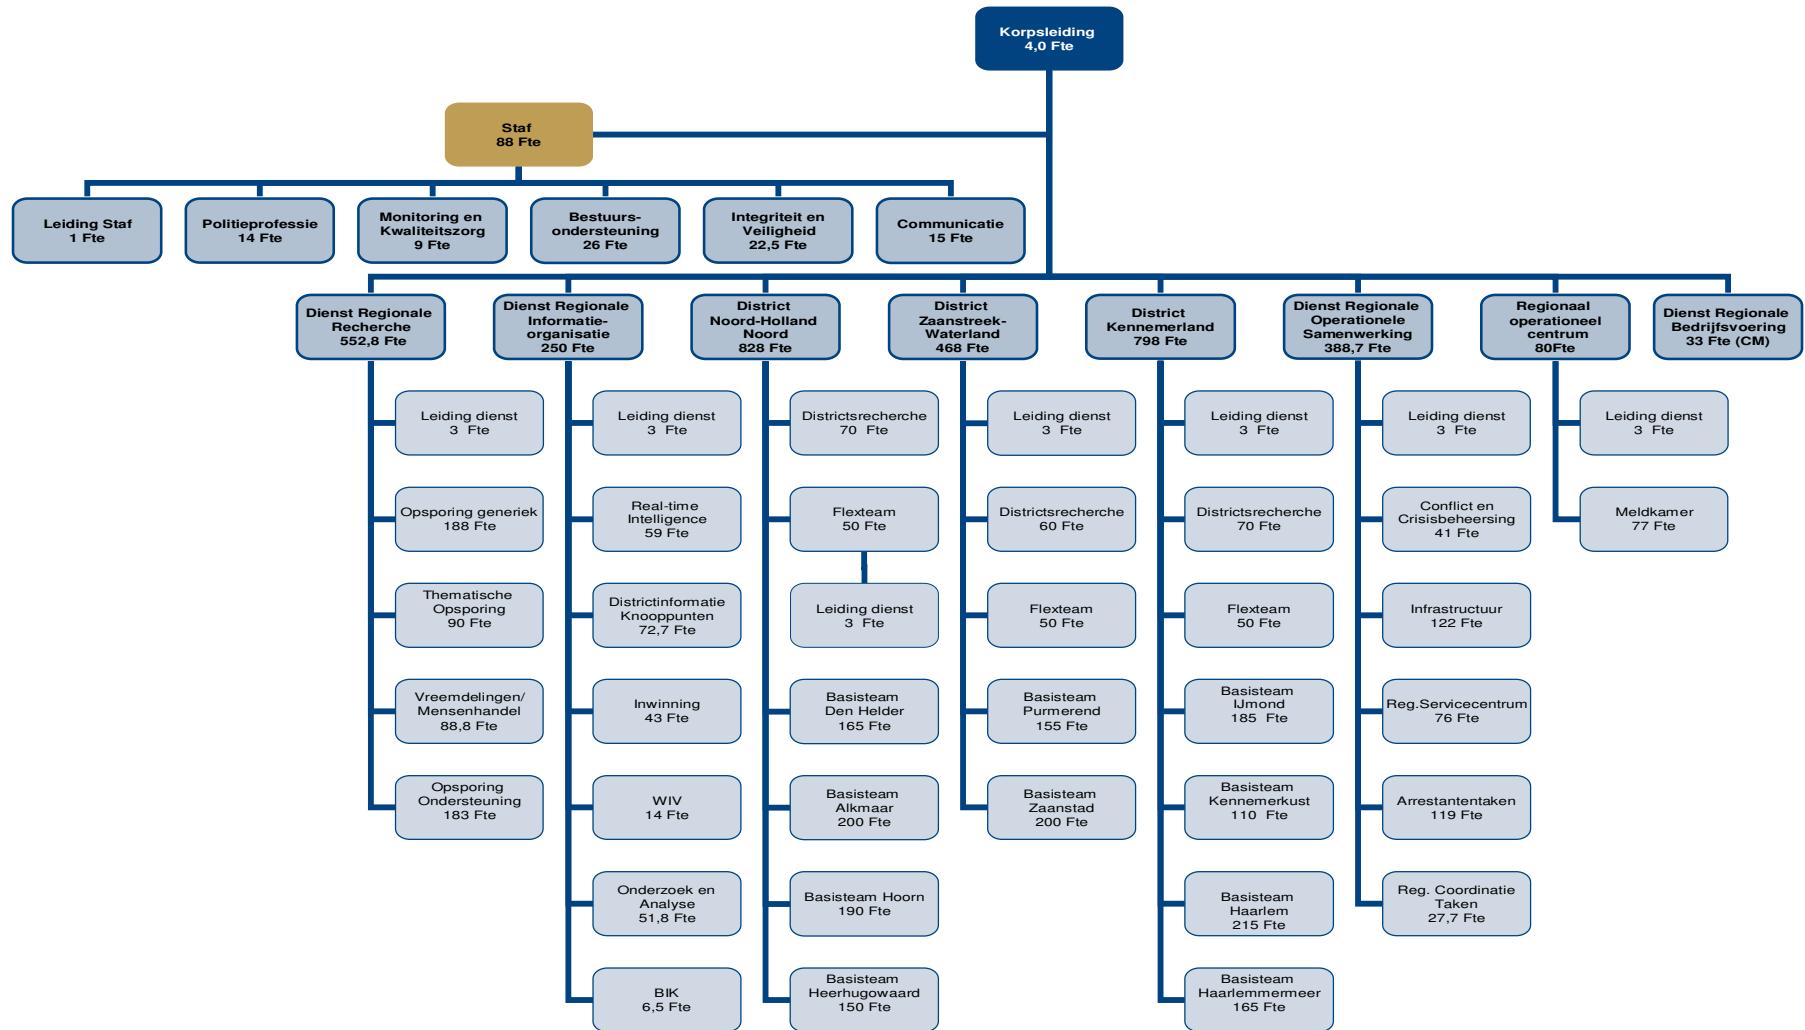 Korpsleiding
4,0 Fte
Staf
88 Fte
Leiding Staf
1 Fte
Politieprofessie
14 Fte
Monitoring en
Kwaliteitszorg
9 Fte
Bestuurs-
ondersteuning
26 Fte
Integriteit en
Veiligheid
22,5 Fte
Communicatie
15 Fte
Dienst Regionale
Recherche
552,8 Fte
Dienst Regionale
Informatie-
organisatie
250 Fte
District
Noord-Holland
Noord
828 Fte
District
Zaanstreek-
Waterland
468 Fte
District
Kennemerland
798 Fte
Dienst Regionale
Operationele
Samenwerking
388,7 Fte
Regionaal
operationeel
centrum
80Fte
Dienst Regionale
Bedrijfsvoering
33 Fte (CM)
Leiding dienst
3 Fte
Opsporing generiek
188 Fte
Thematische
Opsporing
90 Fte
Vreemdelingen/
Mensenhandel
88,8 Fte
Opsporing
Ondersteuning
183 Fte
Leiding dienst
3 Fte
Real-time
Intelligence
59 Fte
Districtinformatie
Knooppunten
72,7 Fte
Inwinning
43 Fte
WIV
14 Fte
Onderzoek en
Analyse
51,8 Fte
BIK
6,5 Fte
Districtsrecherche
70 Fte
Flexteam
50 Fte
Leiding dienst
3 Fte
Basisteam
Den Helder
165 Fte
Basisteam
Alkmaar
200 Fte
Basisteam Hoorn
190 Fte
Basisteam
Heerhugowaard
150 Fte
Leiding dienst
3 Fte
Districtsrecherche
60 Fte
Flexteam
50 Fte
Basisteam
Purmerend
155 Fte
Basisteam
Zaanstad
200 Fte
Leiding dienst
3 Fte
Districtsrecherche
70 Fte
Flexteam
50 Fte
Basisteam
IJmond
185 Fte
Basisteam
Kennemerkust
110 Fte
Basisteam
Haarlem
215 Fte
Basisteam
Haarlemmermeer
165 Fte
Leiding dienst
3 Fte
Conflict en
Crisisbeheersing
41 Fte
Infrastructuur
122 Fte
Reg.Servicecentrum
76 Fte
Arrestantentaken
119 Fte
Reg. Coordinatie
Taken
27,7 Fte
Leiding dienst
3 Fte
Meldkamer
77 Fte